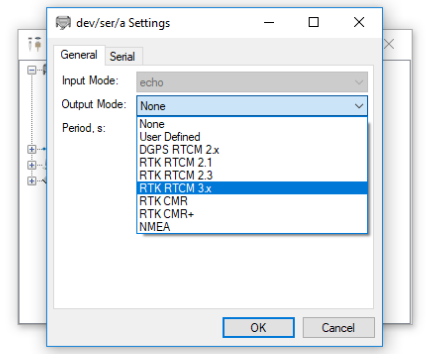 dev/ser/a Settings
General Serial
Input Mode: echo
Output Mode: None
Period, s:
None
User Defined
DGPS RTCM 2.x
RTK RTCM 2.1
RTK RTCM 2.3
RTK RTCM 3.x
RTK CMR
RTK CMR+
NMEA
OK Cancel